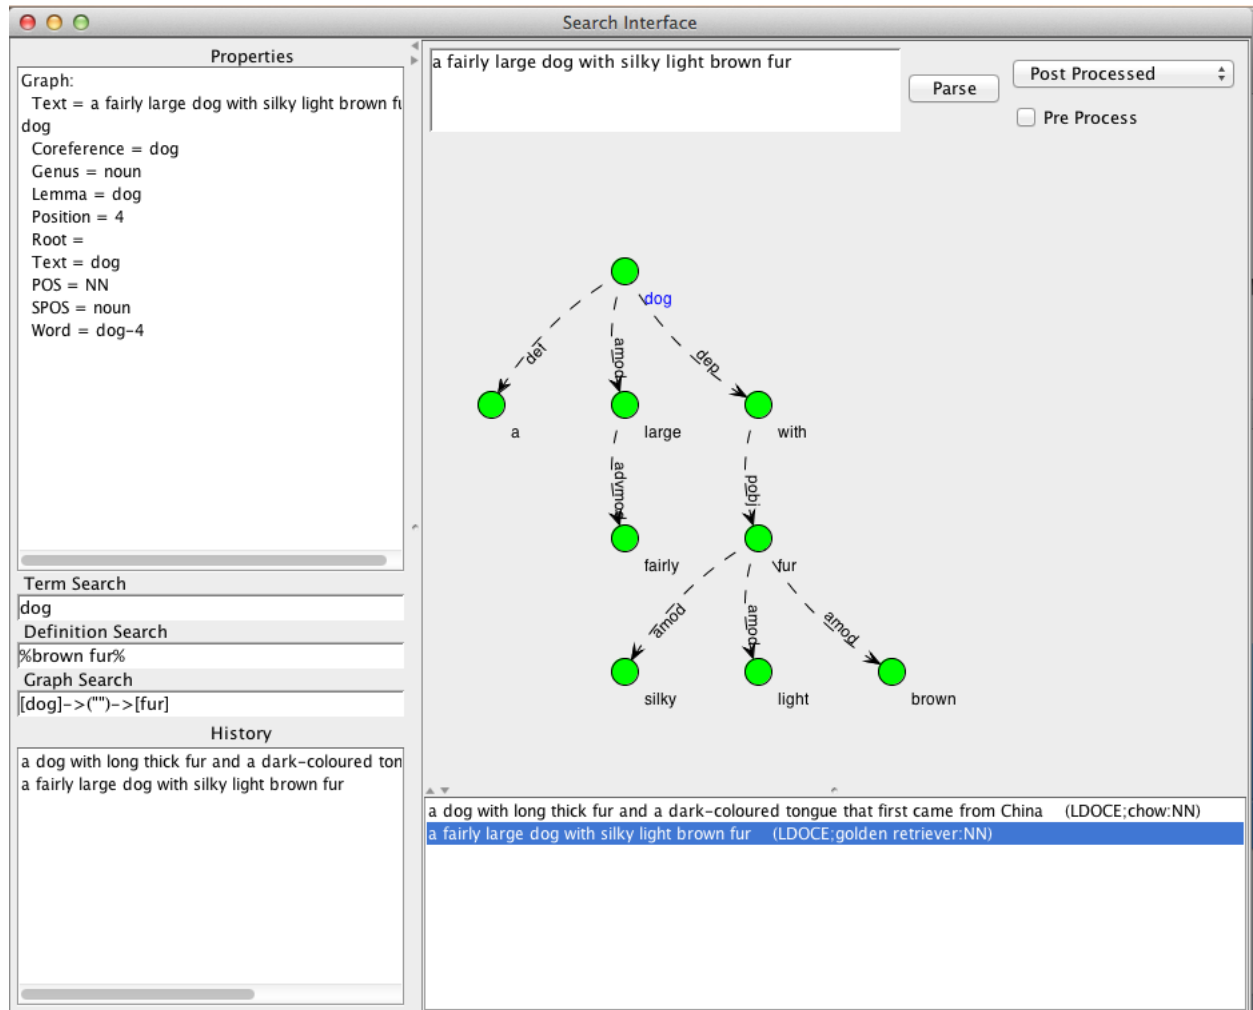 Search Interface
Properties
Graph:
Text = a fairly large dog with silky light brown fu
dog
Coreference = dog
Genus = noun
Lemma = dog
Position = 4
Root =
Text = dog
POS = NN
SPOS = noun
Word = dog-4
Term Search
dog
Definition Search
%brown fur%
Graph Search
[dog]->("")->[fur]
History
a dog with long thick fur and a dark-coloured ton
a fairly large dog with silky light brown fur
a fairly large dog with silky light brown fur
Parse
Post Processed
Pre Process
dog
det
amod
dep
a
large
with
advmod
pobj
fairly
fur
amod
amod
amod
silky
light
brown
a dog with long thick fur and a dark-coloured tongue that first came from China (LDOCE;chow:NN)
a fairly large dog with silky light brown fur (LDOCE;golden retriever:NN)